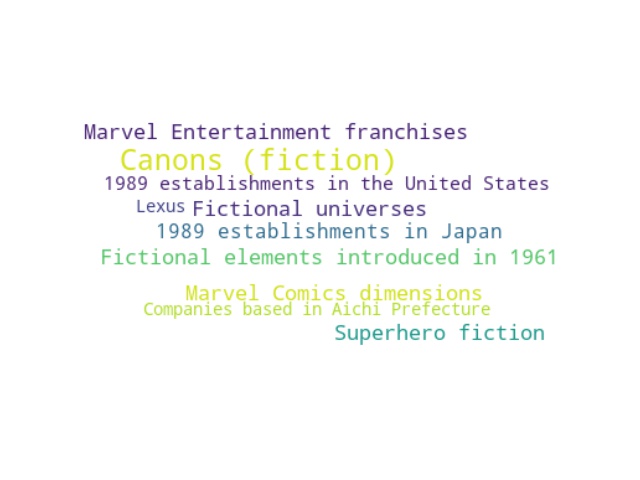 Marvel Entertainment franchises
Canons (fiction)
1989 establishments in the United States
Lexus Fictional universes
1989 establishments in Japan
Fictional elements introduced in 1961
Marvel Comics dimensions
Companies based in Aichi Prefecture
Superhero fiction